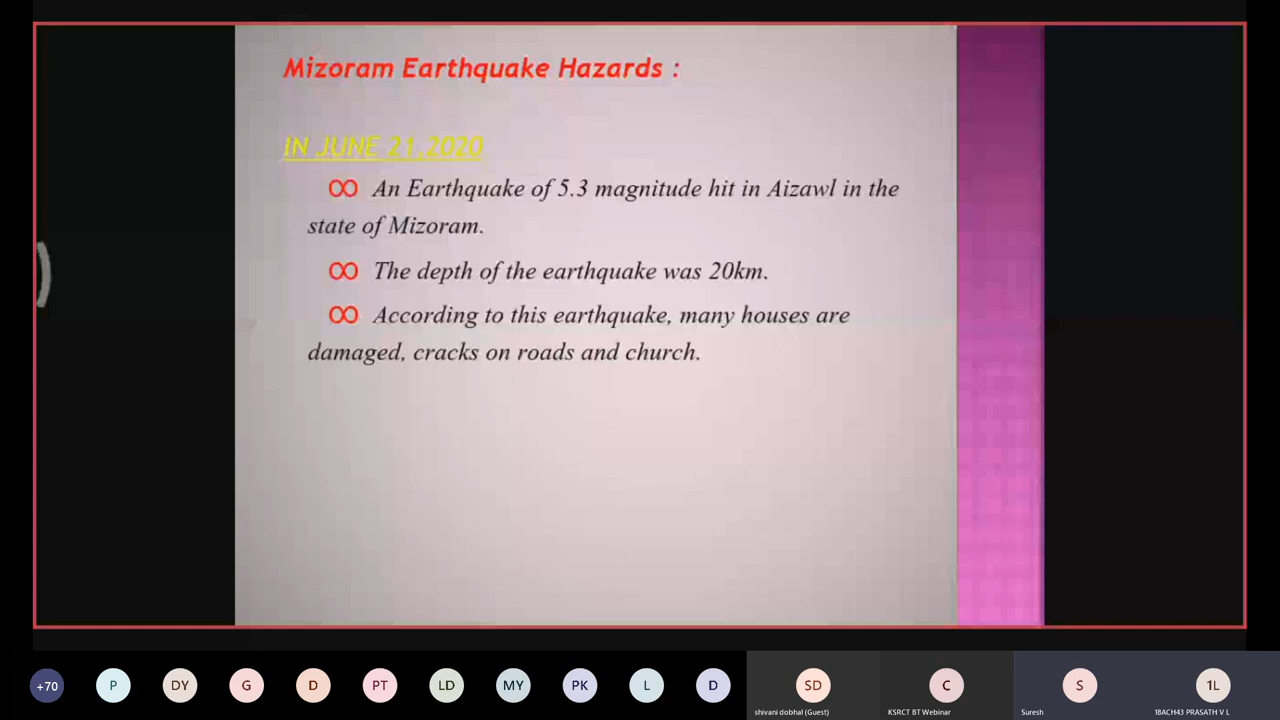 Mizoram Earthquake Hazards :
IN JUNE 21.2020
An Earthquake of 5.3 magnitude hit in Aizawl in the
state of Mizoram.
The depth of the earthquake was 20km.
According to this earthquake, many houses are
damaged, cracks on roads and church.
+70 P DY G D PT LD MY PK L D SD C S 1L
shivani dobhal (Guest) KSRCT BT Webinar Suresh 18ACH43 PRASATH V L